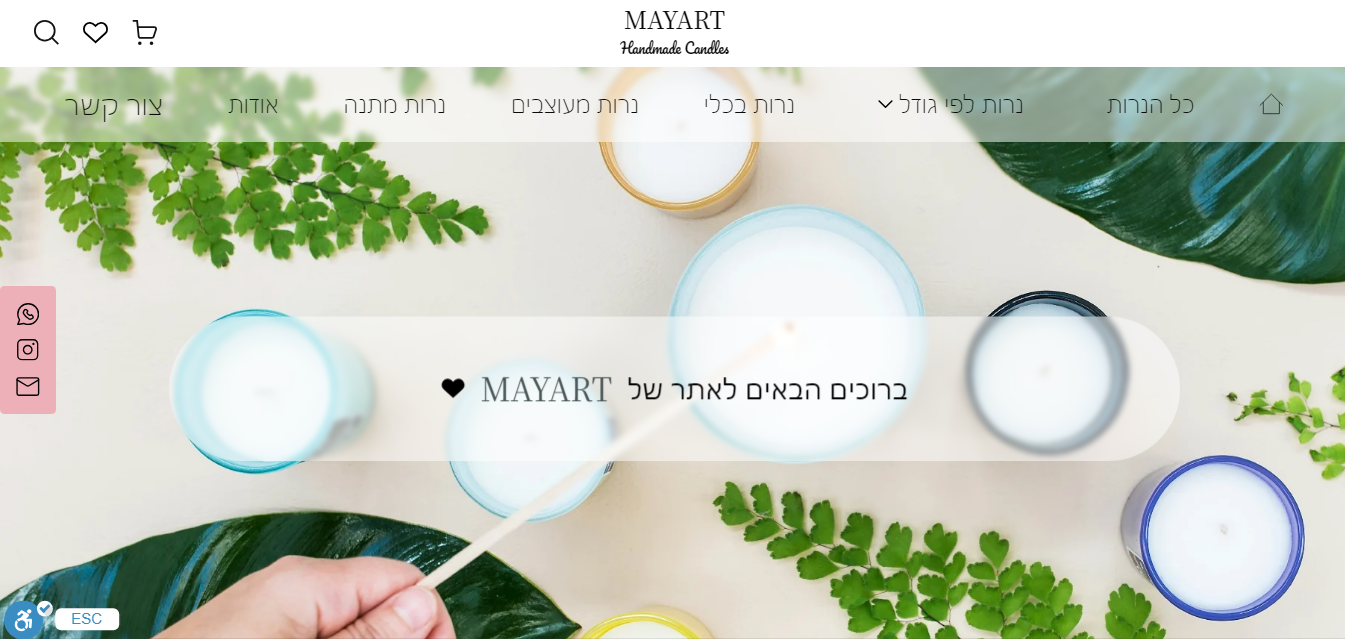 MAYART
Handmade Candles
כל הנרות
נרות לפי גודל
נרות בכלי
נרות מעוצבים
נרות מתנה
אודות
צור קשר
ברוכים הבאים לאתר של MAYART
ESC